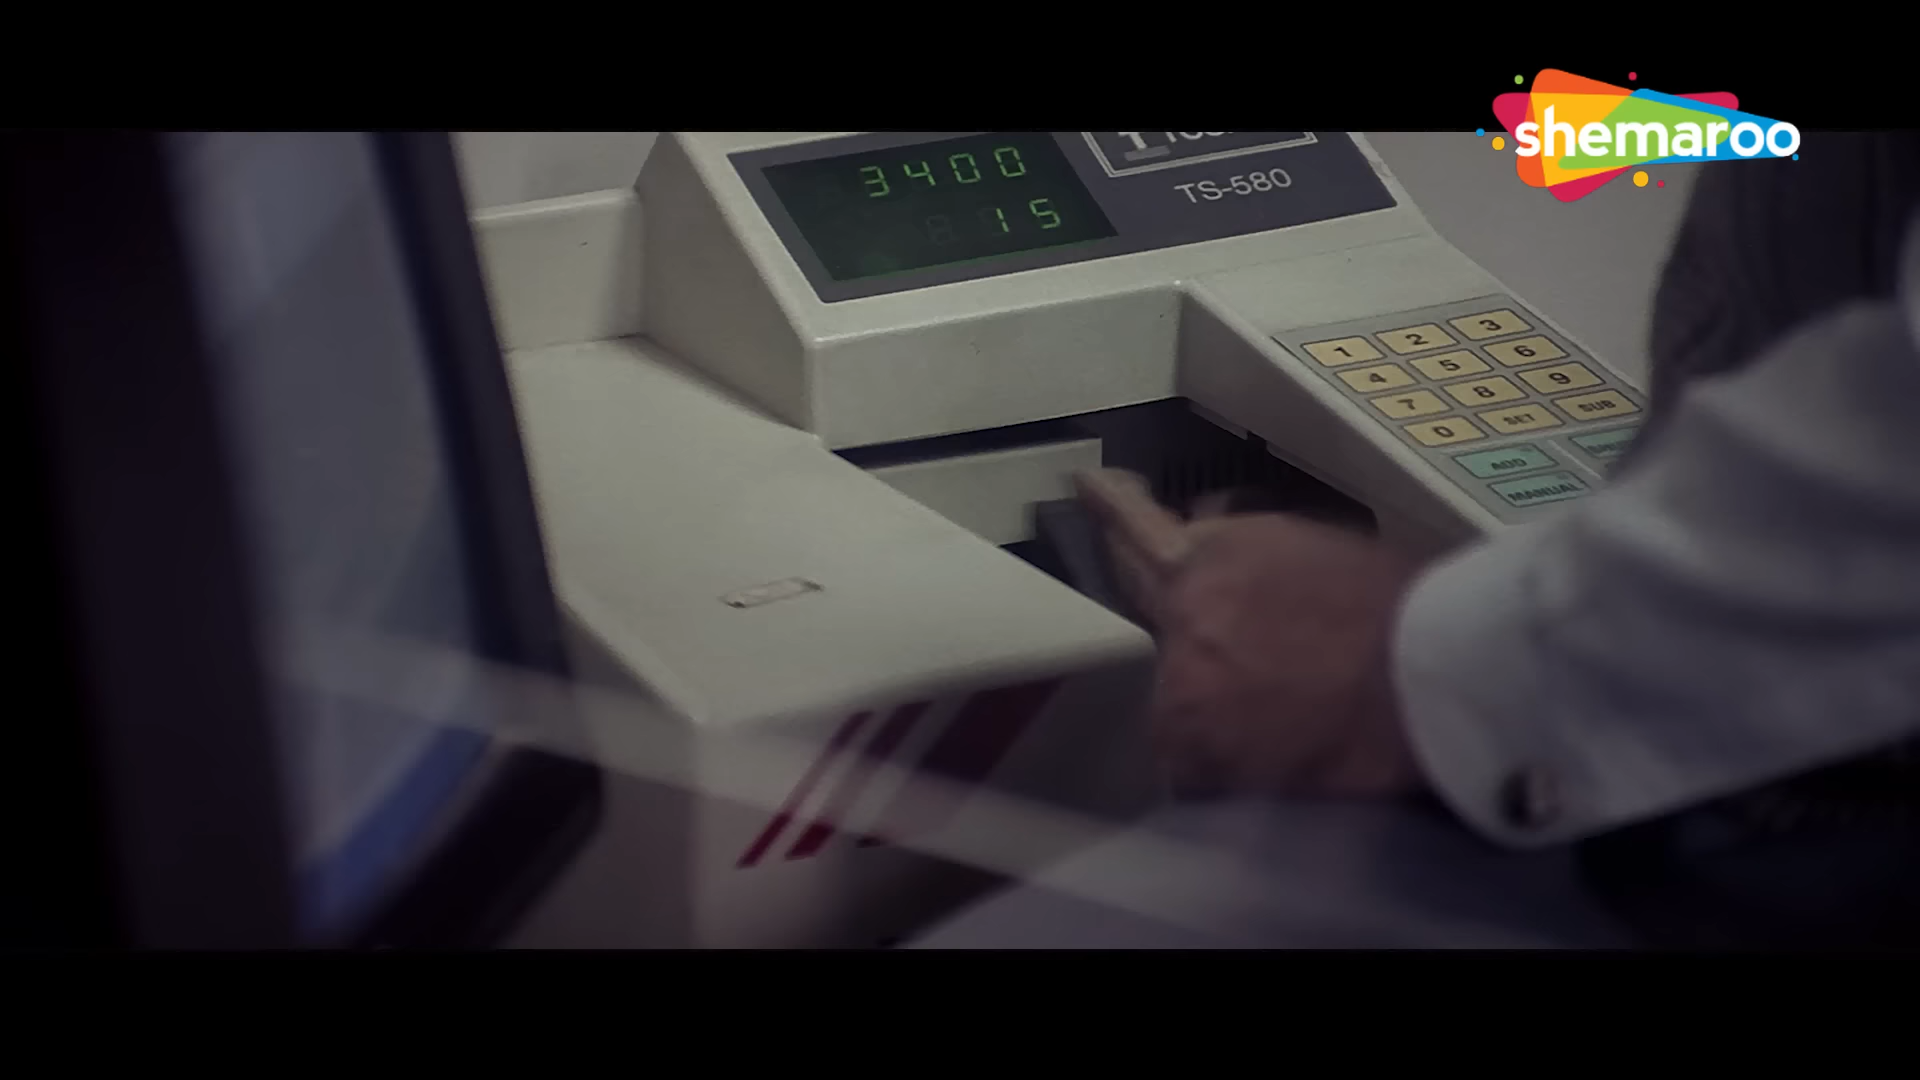 shemaroo
3400
15
TS-580
1 2 3
4 5 6
7 8 9
0 SET SUB
ADD
MANUAL